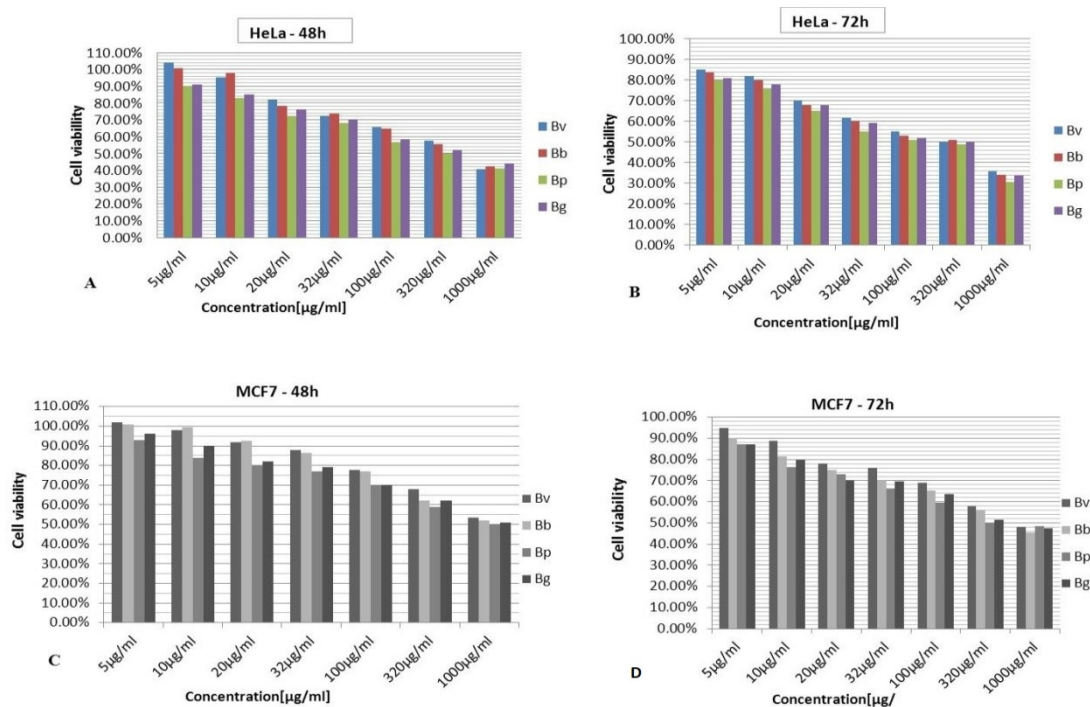 HeLa - 48h
110.00%
100.00%
90.00%
80.00%
70.00%
60.00%
50.00%
40.00%
30.00%
20.00%
10.00%
0.00%
Cell viabillity
5µg/ml
10µg/ml
20µg/ml
32µg/ml
100µg/ml
320µg/ml
1000µg/ml
Concentration[µg/ml]
Bv
Bb
Bp
Bg
A
HeLa - 72h
100.00%
90.00%
80.00%
70.00%
60.00%
50.00%
40.00%
30.00%
20.00%
10.00%
0.00%
Cell viability
5µg/ml
10µg/ml
20µg/ml
32µg/ml
100µg/ml
320µg/ml
1000µg/ml
Concentration[µg/ml]
Bv
Bb
Bp
Bg
B
MCF7 - 48h
110.00%
100.00%
90.00%
80.00%
70.00%
60.00%
50.00%
40.00%
30.00%
20.00%
10.00%
0.00%
Cell viability
5µg/ml
10µg/ml
20µg/ml
32µg/ml
100µg/ml
320µg/ml
1000µg/ml
Concentration[µg/ml]
Bv
Bb
Bp
Bg
C
MCF7 - 72h
100.00%
90.00%
80.00%
70.00%
60.00%
50.00%
40.00%
30.00%
20.00%
10.00%
0.00%
Cell viability
5µg/ml
10µg/ml
20µg/ml
32µg/ml
100µg/ml
320µg/ml
1000µg/ml
Concentration[µg/
Bv
Bb
Bp
Bg
D